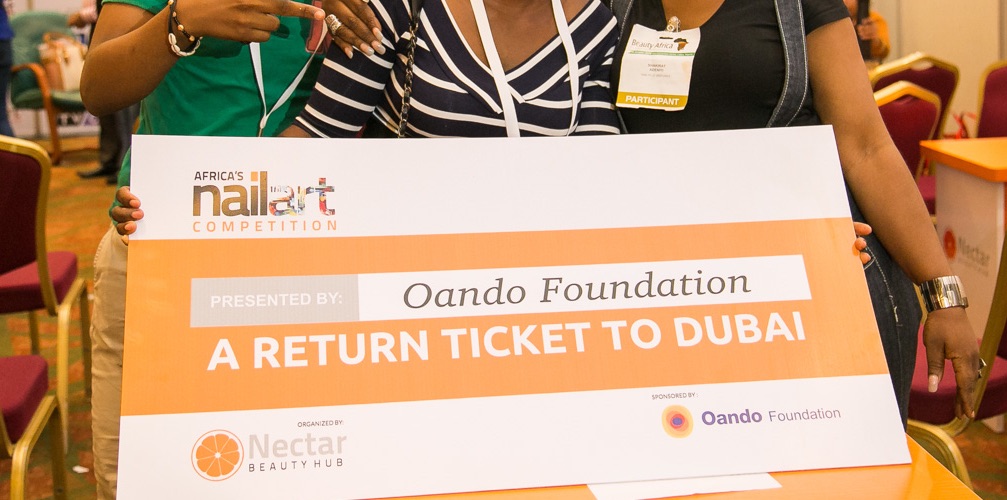 Beauty Africa
PARTICIPANT
AFRICA'S
nailart
COMPETITION
PRESENTED BY:
Oando Foundation
A RETURN TICKET TO DUBAI
ORGANIZED BY:
Nectar
BEAUTY HUB
SPONSORED BY:
Oando Foundation
Nectar